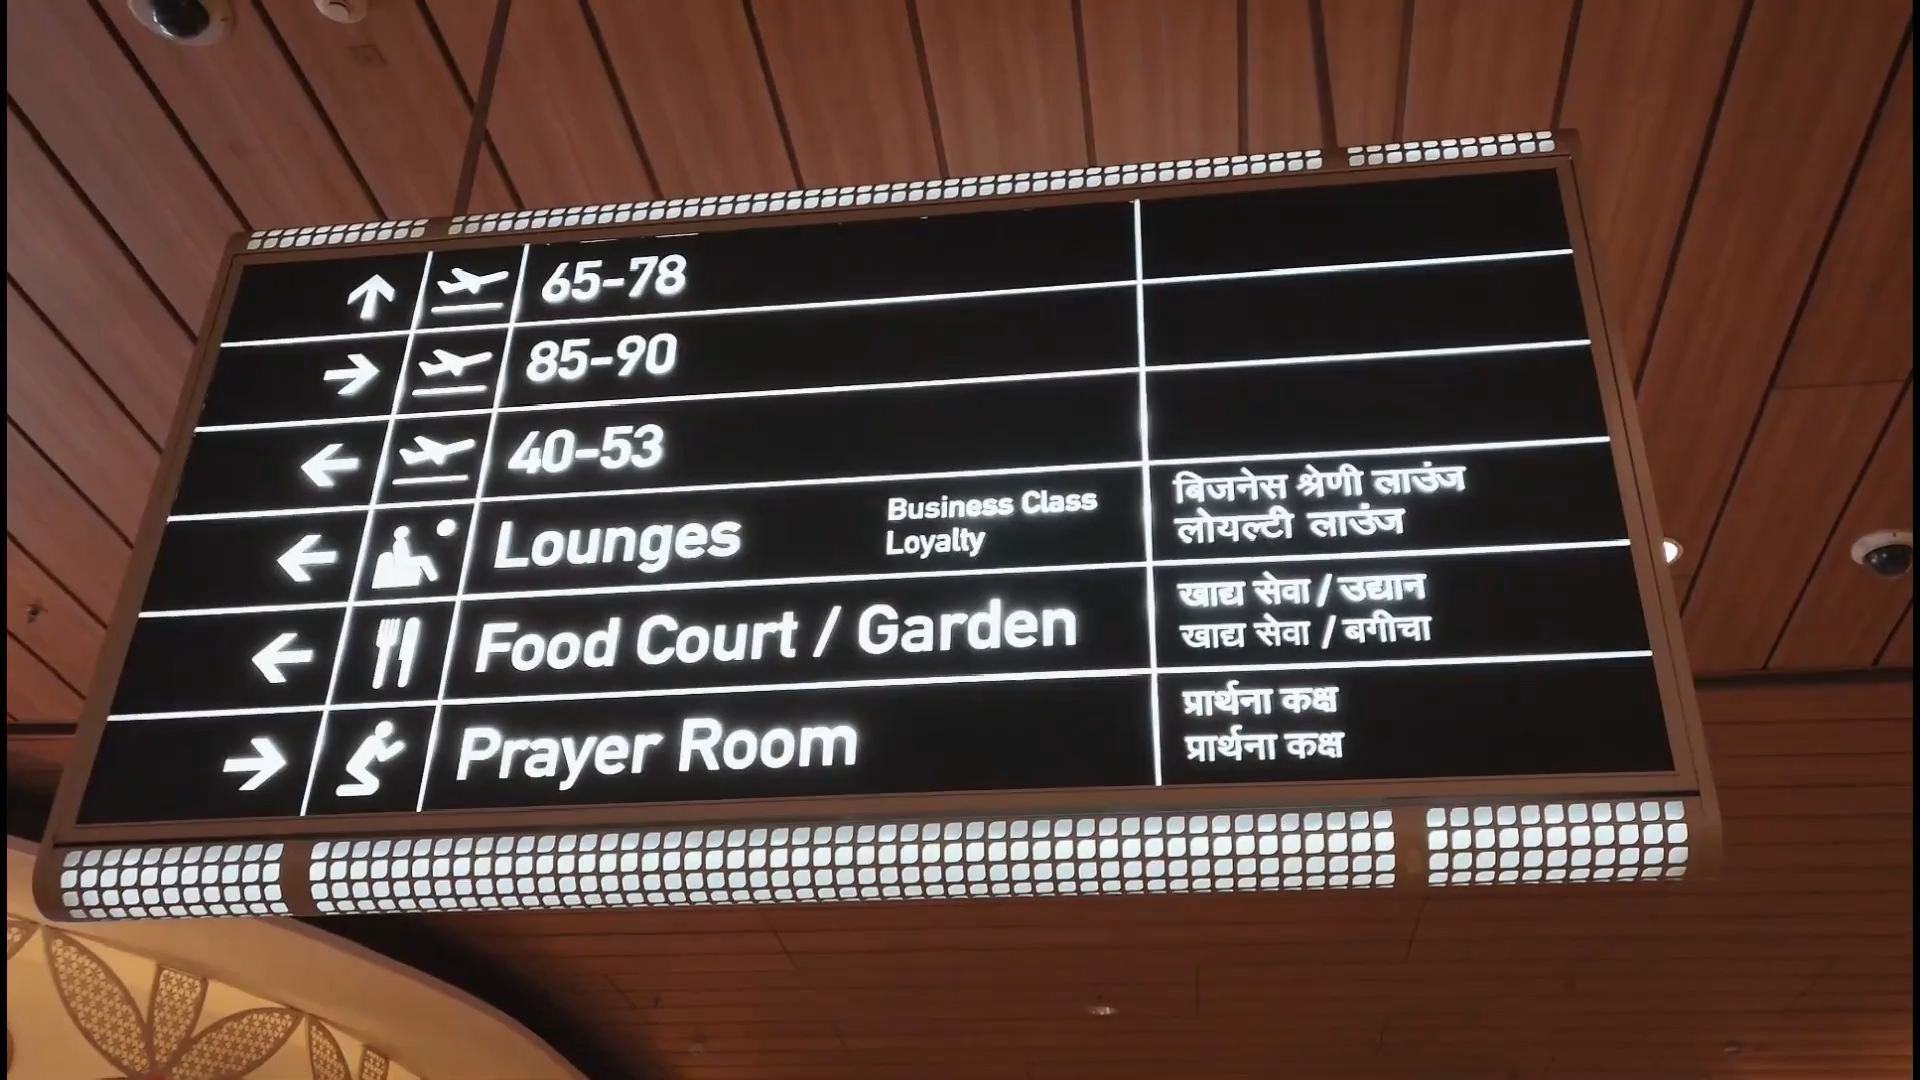 65-78
85-90
40-53
Lounges
Business Class
Loyalty
बिजनेस श्रेणी लाउंज
लोयल्टी लाउंज
Food Court / Garden
खाद्य सेवा / उद्यान
खाद्य सेवा / बगीचा
Prayer Room
प्रार्थना कक्ष
प्रार्थना कक्ष